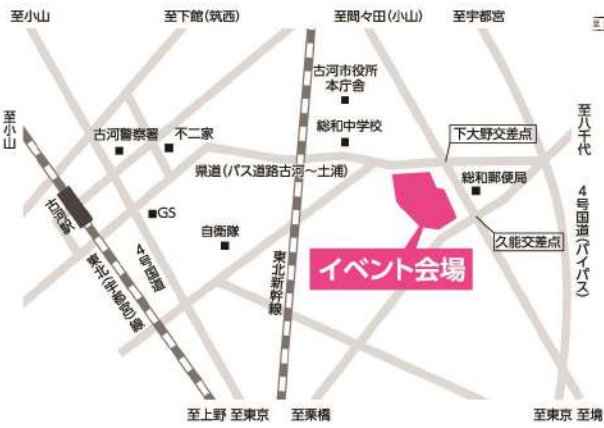 至小山
至下館(筑西)
至間々田(小山)
至宇都宮
古河市役所
本庁舎
至小山
古河警察署
不二家
総和中学校
下大野交差点
至八千代
県道(バス道路古河〜土浦)
総和郵便局
古河駅
GS
自衛隊
4号国道
東北(宇都宮)線
東北新幹線
イベント会場
久能交差点
4号国道(バイパス)
至上野
至東京
至栗橋
至東京
至境